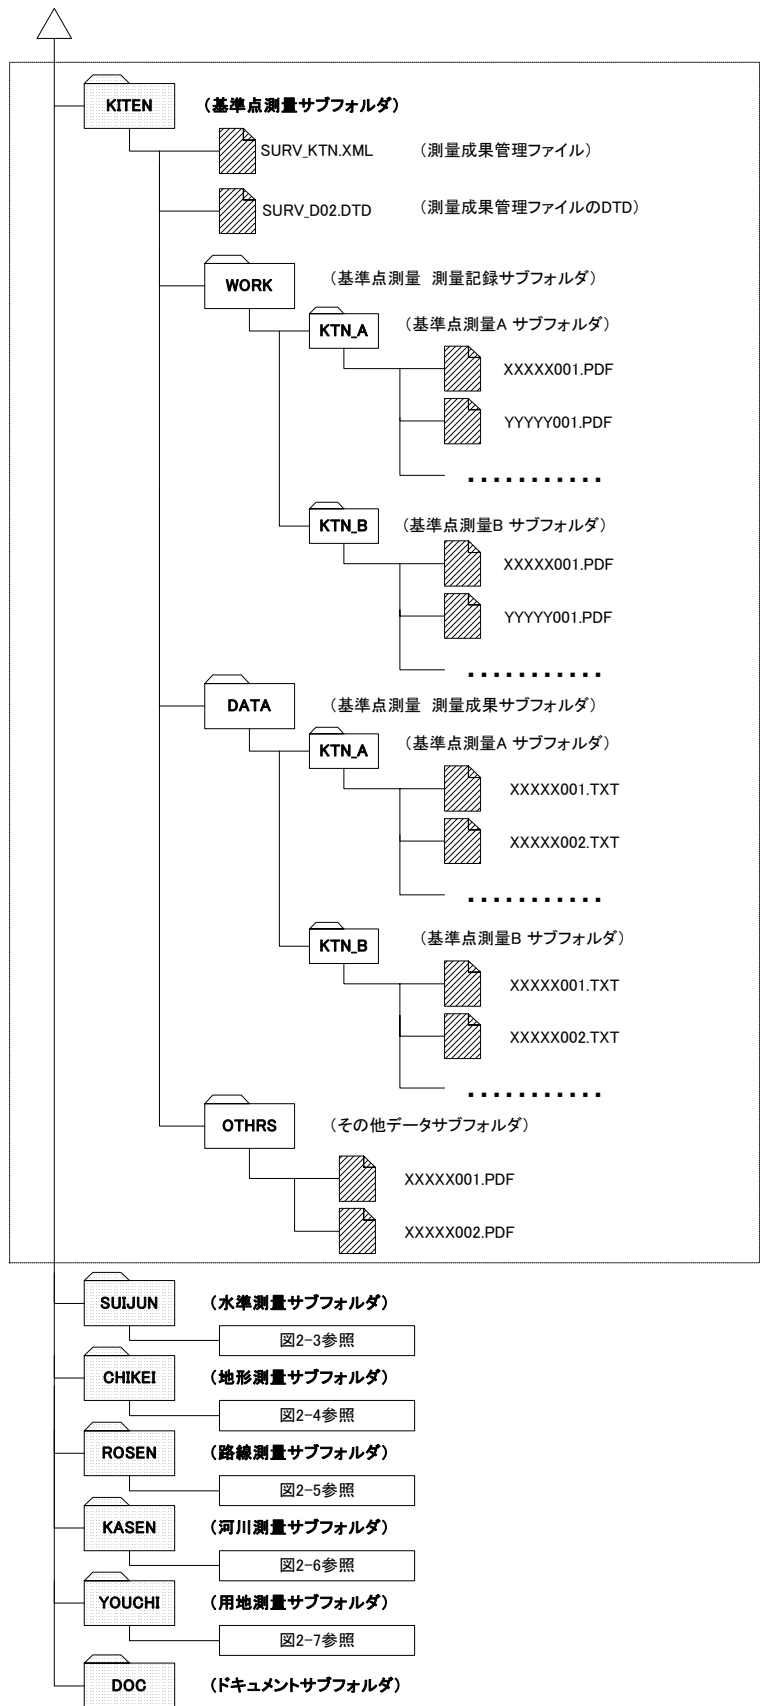 KITEN （基準点測量サブフォルダ）
SURV_KTN.XML （測量成果管理ファイル）
SURV_D02.DTD （測量成果管理ファイルのDTD）
WORK （基準点測量 測量記録サブフォルダ）
KTN_A （基準点測量A サブフォルダ）
XXXXX001.PDF
YYYYY001.PDF
...........
KTN_B （基準点測量B サブフォルダ）
XXXXX001.PDF
YYYYY001.PDF
...........
DATA （基準点測量 測量成果サブフォルダ）
KTN_A （基準点測量A サブフォルダ）
XXXXX001.TXT
XXXXX002.TXT
...........
KTN_B （基準点測量B サブフォルダ）
XXXXX001.TXT
XXXXX002.TXT
...........
OTHRS （その他データサブフォルダ）
XXXXX001.PDF
XXXXX002.PDF
SUIJUN （水準測量サブフォルダ）
図2-3参照
CHIKEI （地形測量サブフォルダ）
図2-4参照
ROSEN （路線測量サブフォルダ）
図2-5参照
KASEN （河川測量サブフォルダ）
図2-6参照
YOUCHI （用地測量サブフォルダ）
図2-7参照
DOC （ドキュメントサブフォルダ）